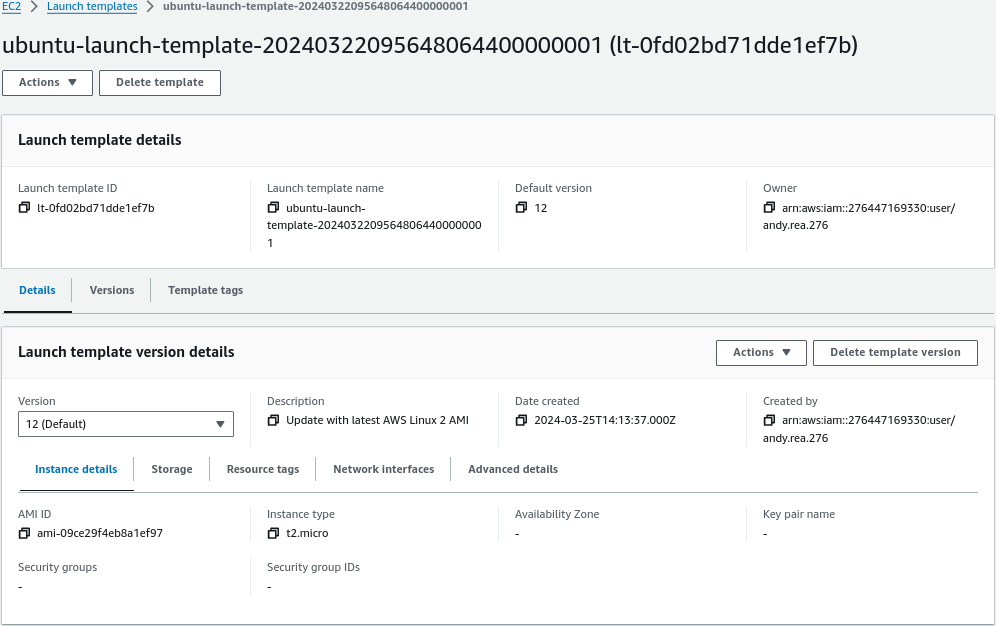 EC2 > Launch templates > ubuntu-launch-template-20240322095648064400000001
ubuntu-launch-template-20240322095648064400000001 (lt-0fd02bd71dde1ef7b)
Actions ▼ Delete template
Launch template details
Launch template ID
lt-0fd02bd71dde1ef7b
Launch template name
ubuntu-launch-
template-2024032209564806440000000
1
Default version
12
Owner
arn:aws:iam::276447169330:user/
andy.rea.276
Details Versions Template tags
Launch template version details
Actions ▼ Delete template version
Version
12 (Default)
Description
Update with latest AWS Linux 2 AMI
Date created
2024-03-25T14:13:37.000Z
Created by
arn:aws:iam::276447169330:user/
andy.rea.276
Instance details Storage Resource tags Network interfaces Advanced details
AMI ID
ami-09ce29f4eb8a1ef97
Instance type
t2.micro
Availability Zone
-
Key pair name
-
Security groups
-
Security group IDs
-